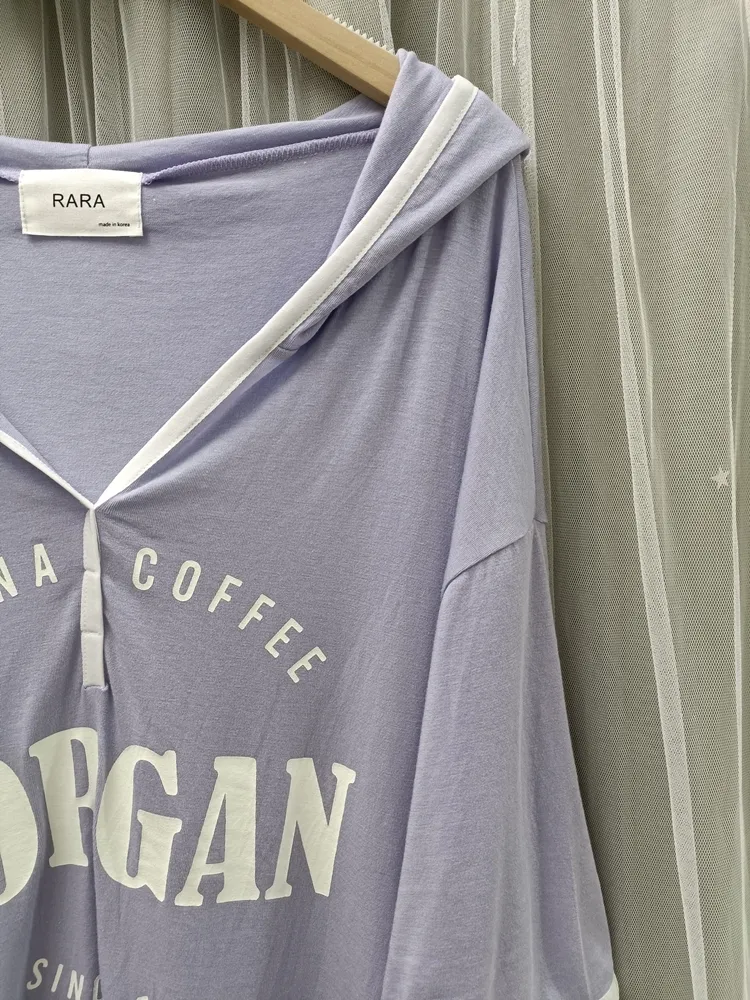 RARA
made in korea
NA COFFEE
ORGAN
SINC